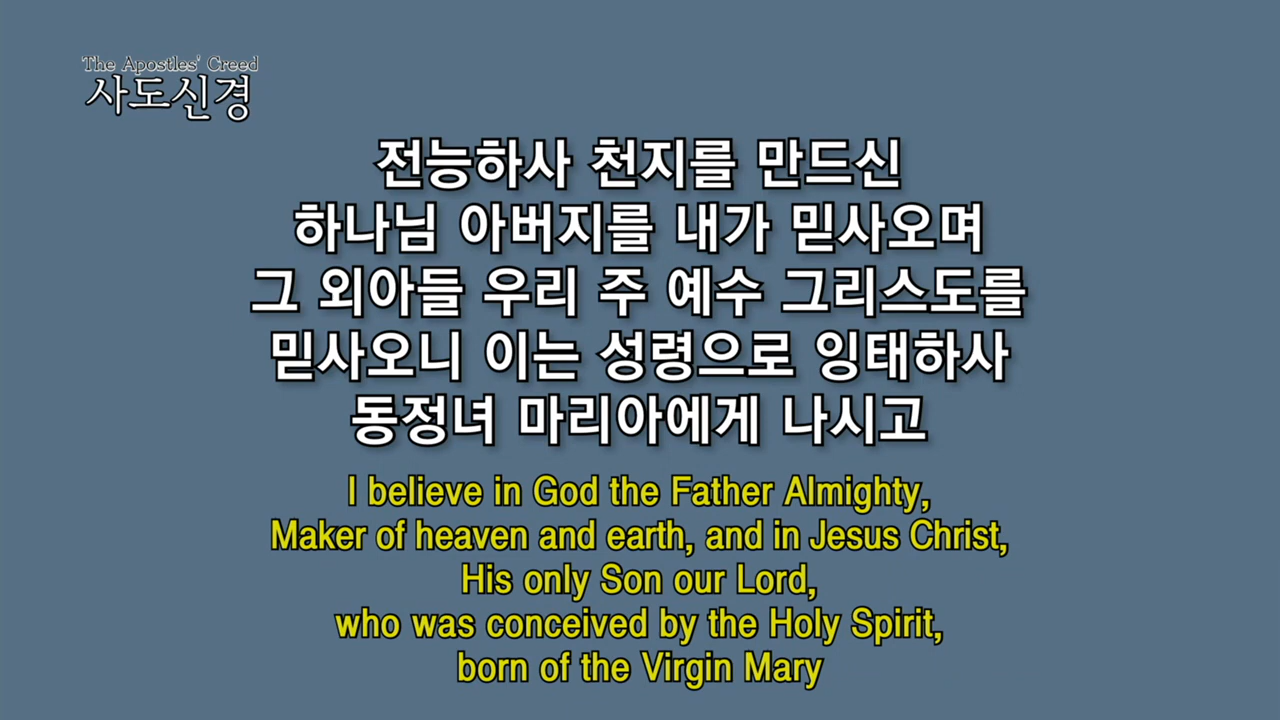 The Apostles' Creed
사도신경
전능하사 천지를 만드신
하나님 아버지를 내가 믿사오며
그 외아들 우리 주 예수 그리스도를
믿사오니 이는 성령으로 잉태하사
동정녀 마리아에게 나시고
I believe in God the Father Almighty,
Maker of heaven and earth, and in Jesus Christ,
His only Son our Lord,
who was conceived by the Holy Spirit,
born of the Virgin Mary